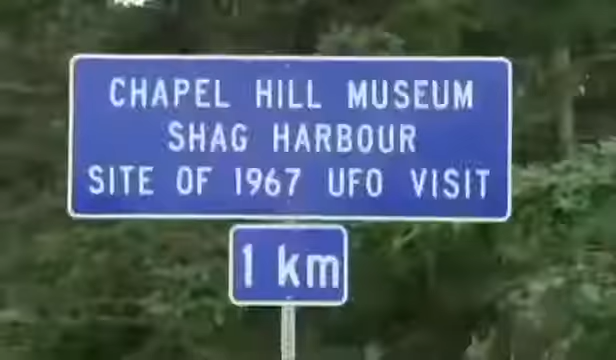 CHAPEL HILL MUSEUM
SHAG HARBOUR
SITE OF 1967 UFO VISIT
1 km